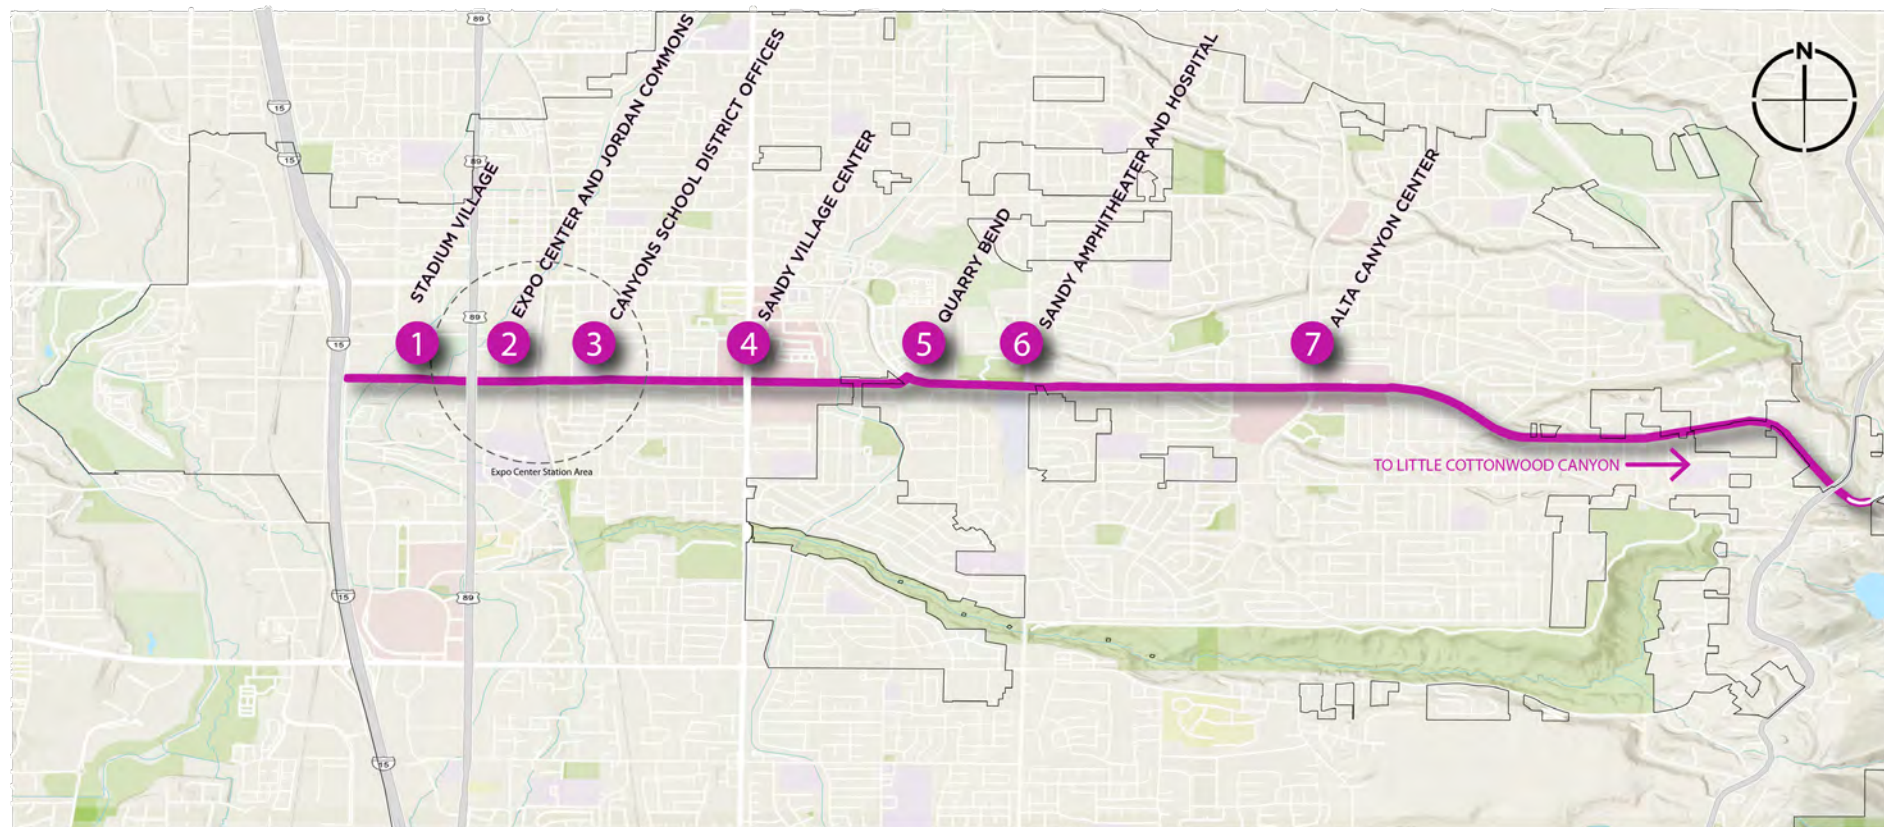 N
89
15
15
89
STADIUM VILLAGE
EXPO CENTER AND JORDAN COMMONS
CANYONS SCHOOL DISTRICT OFFICES
SANDY VILLAGE CENTER
QUARRY BEND
SANDY AMPHITHEATER AND HOSPITAL
ALTA CANYON CENTER
89
15
1
2
3
4
5
6
7
Expo Center Station Area
TO LITTLE COTTONWOOD CANYON
15
89
15